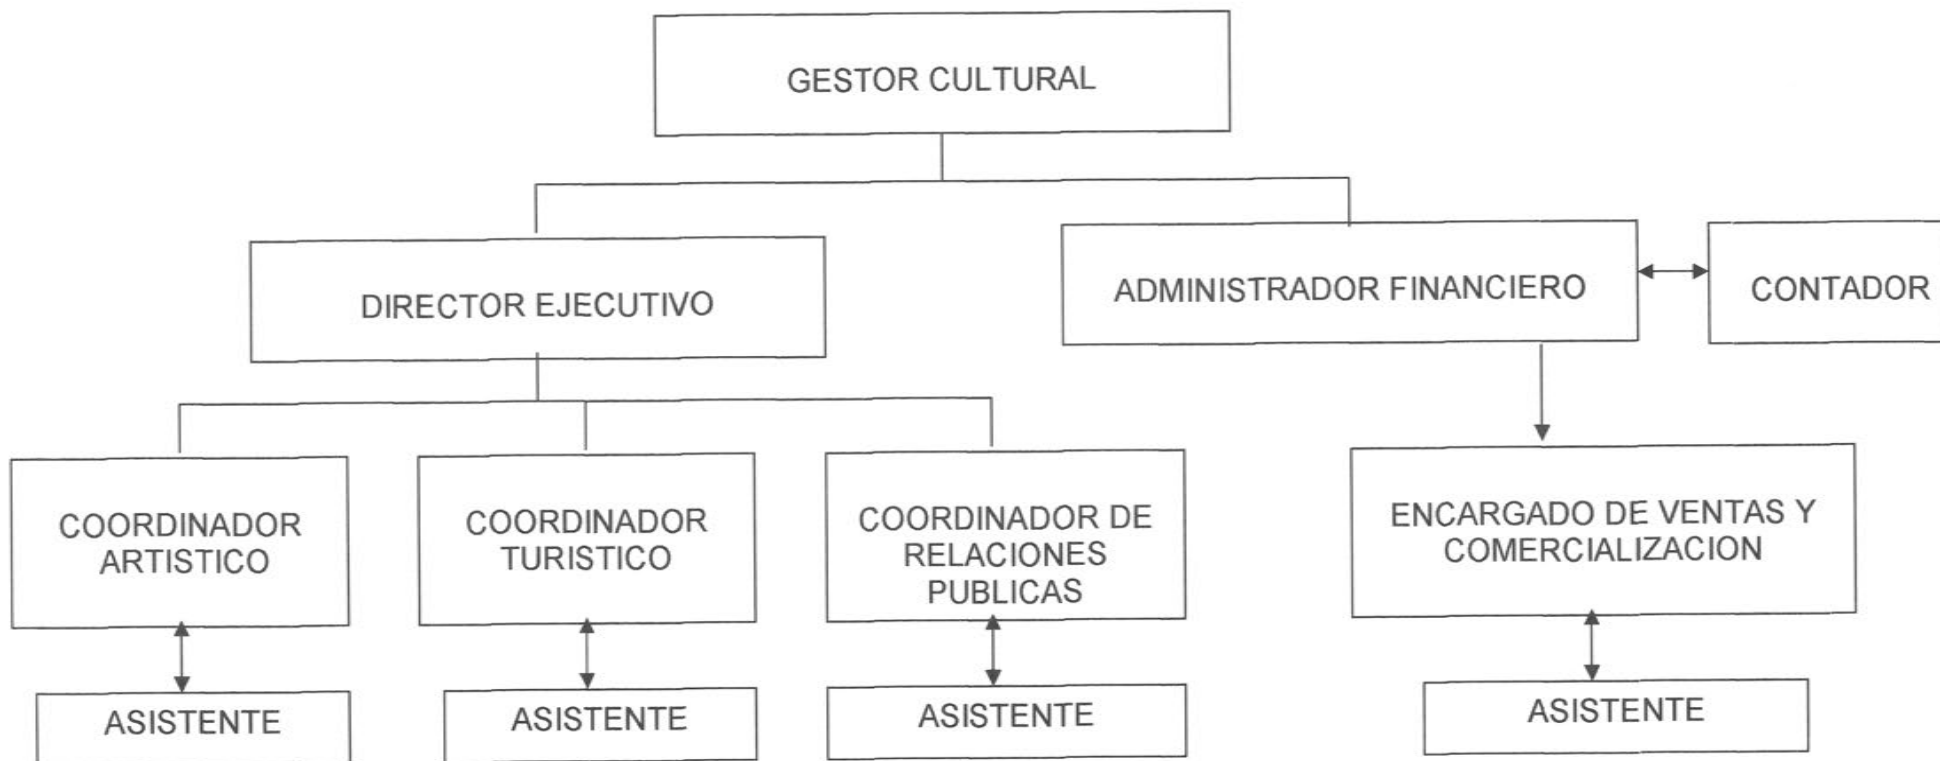 GESTOR CULTURAL
DIRECTOR EJECUTIVO
ADMINISTRADOR FINANCIERO
CONTADOR
COORDINADOR
ARTISTICO
COORDINADOR
TURISTICO
COORDINADOR DE
RELACIONES
PUBLICAS
ENCARGADO DE VENTAS Y
COMERCIALIZACION
ASISTENTE
ASISTENTE
ASISTENTE
ASISTENTE